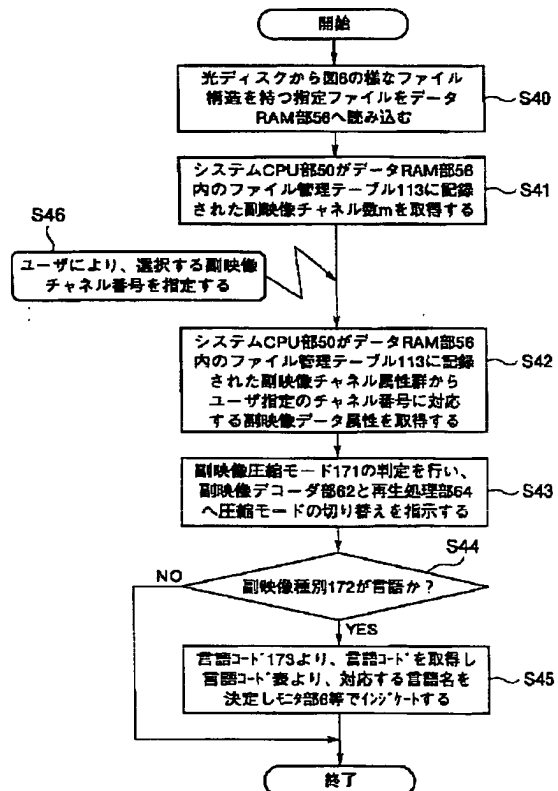 開始
光ディスクから図6の様なファイル
構造を持つ指定ファイルをデータ
RAM部56へ読み込む
S40
システムCPU部50がデータRAM部56
内のファイル管理テーブル113に記録
された副映像チャネル数mを取得する
S41
S46
ユーザにより、選択する副映像
チャネル番号を指定する
システムCPU部50がデータRAM部56
内のファイル管理テーブル113に記録
された副映像チャネル属性群から
ユーザ指定のチャネル番号に対応
する副映像データ属性を取得する
S42
副映像圧縮モード171の判定を行い、
副映像デコーダ部62と再生処理部64
へ圧縮モードの切り替えを指示する
S43
S44
副映像種別172が言語か?
NO
YES
言語コード173より、言語コードを取得し
言語コード表より、対応する言語名を
決定しモニタ部6等でインジケートする
S45
終了